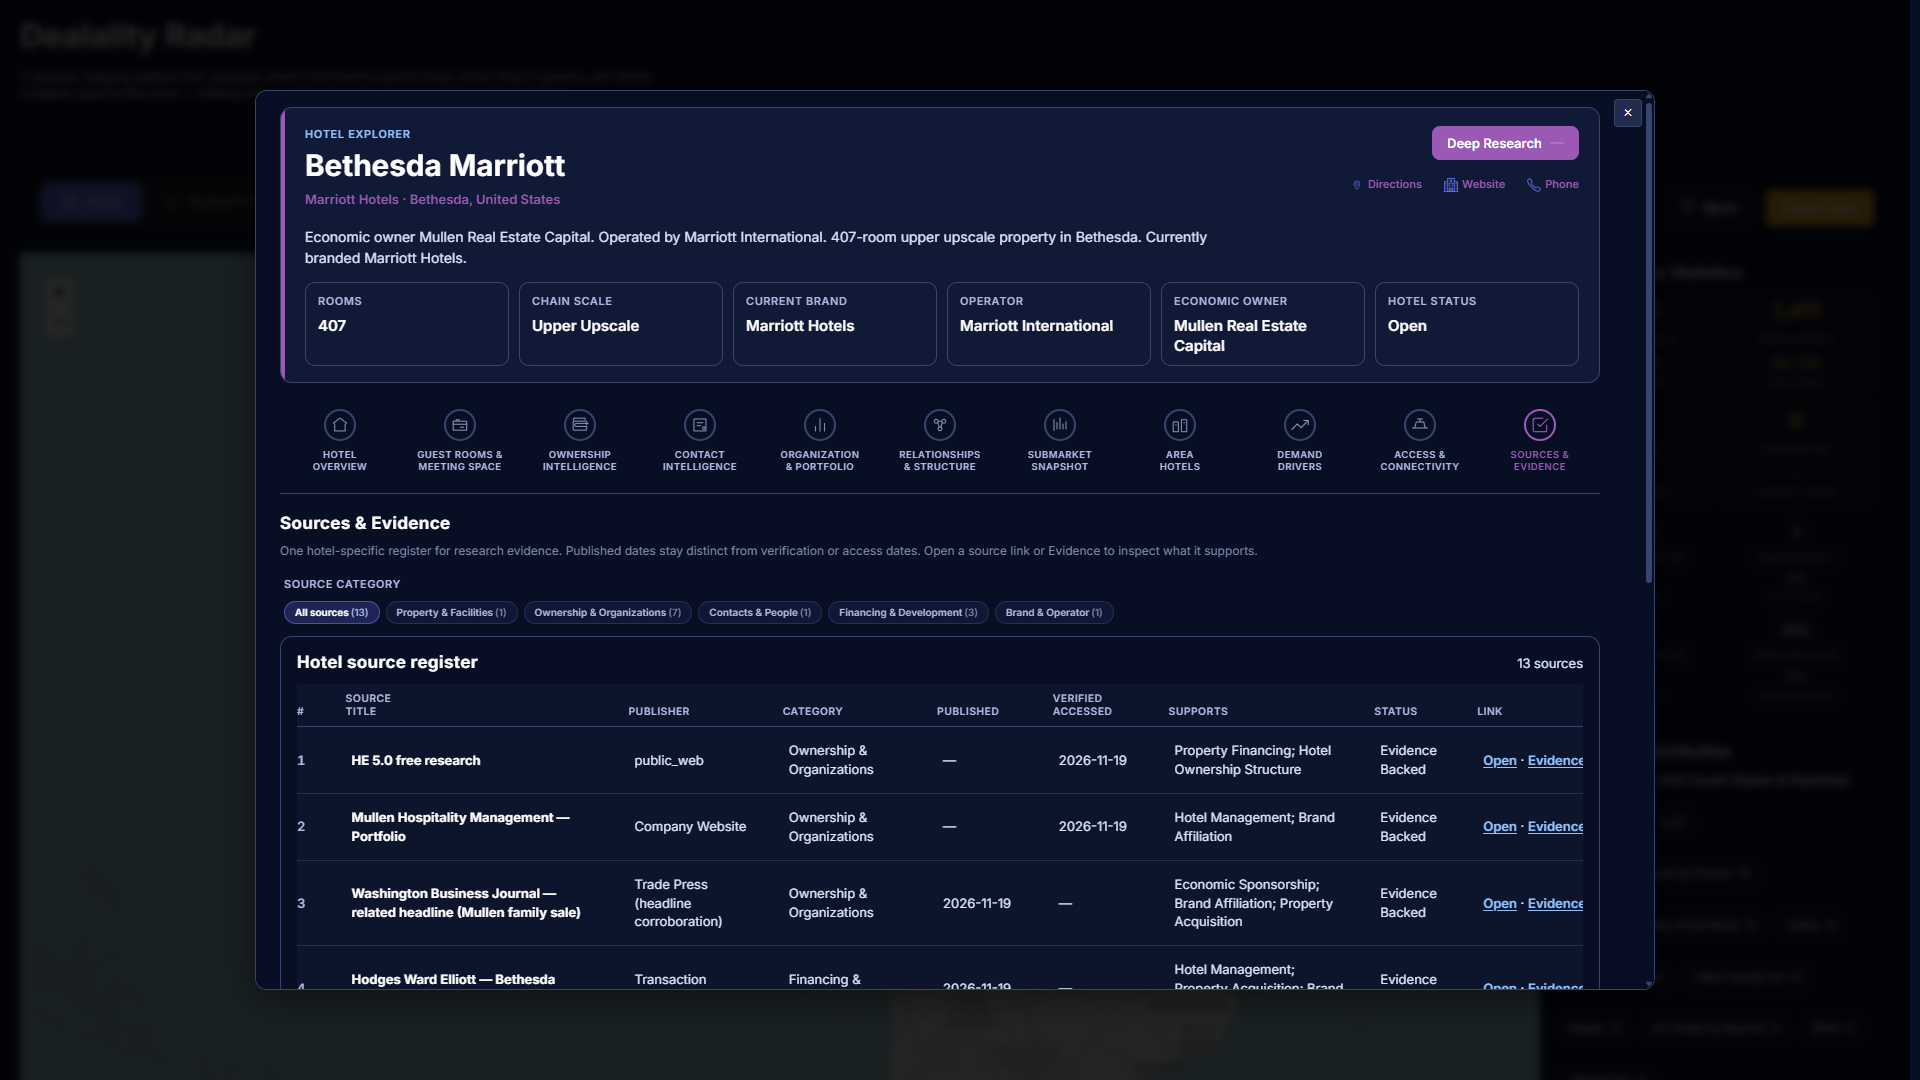 Dealality Radar
×
HOTEL EXPLORER
Bethesda Marriott
Marriott Hotels · Bethesda, United States
Deep Research —
Directions
Website
Phone
Economic owner Mullen Real Estate Capital. Operated by Marriott International. 407-room upper upscale property in Bethesda. Currently
branded Marriott Hotels.
ROOMS
407
CHAIN SCALE
Upper Upscale
CURRENT BRAND
Marriott Hotels
OPERATOR
Marriott International
ECONOMIC OWNER
Mullen Real Estate
Capital
HOTEL STATUS
Open
HOTEL
OVERVIEW
GUEST ROOMS &
MEETING SPACE
OWNERSHIP
INTELLIGENCE
CONTACT
INTELLIGENCE
ORGANIZATION
& PORTFOLIO
RELATIONSHIPS
& STRUCTURE
SUBMARKET
SNAPSHOT
AREA
HOTELS
DEMAND
DRIVERS
ACCESS &
CONNECTIVITY
SOURCES &
EVIDENCE
Sources & Evidence
One hotel-specific register for research evidence. Published dates stay distinct from verification or access dates. Open a source link or Evidence to inspect what it supports.
SOURCE CATEGORY
All sources (13)
Property & Facilities (1)
Ownership & Organizations (7)
Contacts & People (1)
Financing & Development (3)
Brand & Operator (1)
Hotel source register
13 sources
#
SOURCE
TITLE
PUBLISHER
CATEGORY
PUBLISHED
VERIFIED
ACCESSED
SUPPORTS
STATUS
LINK
1
HE 5.0 free research
public_web
Ownership &
Organizations
—
2026-11-19
Property Financing; Hotel
Ownership Structure
Evidence
Backed
Open · Evidence
2
Mullen Hospitality Management —
Portfolio
Company Website
Ownership &
Organizations
—
2026-11-19
Hotel Management; Brand
Affiliation
Evidence
Backed
Open · Evidence
3
Washington Business Journal —
related headline (Mullen family sale)
Trade Press
(headline
corroboration)
Ownership &
Organizations
2026-11-19
—
Economic Sponsorship;
Brand Affiliation; Property
Acquisition
Evidence
Backed
Open · Evidence
4
Hodges Ward Elliott — Bethesda
Transaction
Financing &
2026-11-19
—
Hotel Management;
Property Acquisition; Brand
Evidence
Open · Evidence